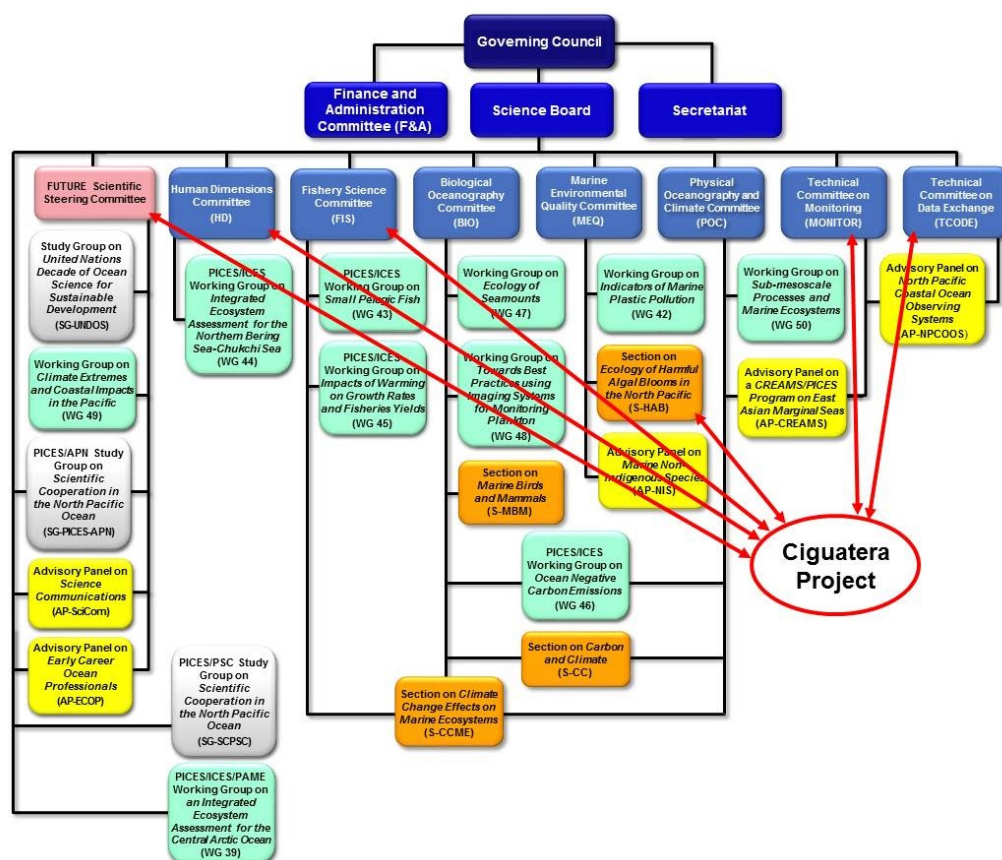 Governing Council
Finance and
Administration
Committee (F&A)
Science Board
Secretariat
FUTURE Scientific
Steering Committee
Human Dimensions
Committee
(HD)
Fishery Science
Committee
(FIS)
Biological
Oceanography
Committee
(BIO)
Marine
Environmental
Quality Committee
(MEQ)
Physical
Oceanography and
Climate Committee
(POC)
Technical
Committee on
Monitoring
(MONITOR)
Technical
Committee on
Data Exchange
(TCODE)
Study Group on
United Nations
Decade of Ocean
Science for
Sustainable
Development
(SG-UNDOS)
Working Group on
Climate Extremes
and Coastal Impacts
in the Pacific
(WG 49)
PICES/APN Study
Group on
Scientific
Cooperation in
the North Pacific
Ocean
(SG-PICES-APN)
Advisory Panel on
Science
Communications
(AP-SciCom)
Advisory Panel on
Early Career
Ocean
Professionals
(AP-ECOP)
PICES/ICES
Working Group on
Integrated
Ecosystem
Assessment for the
Northern Bering
Sea-Chukchi Sea
(WG 44)
PICES/PSC Study
Group on
Scientific
Cooperation in
the North Pacific
Ocean
(SG-SCPSC)
PICES/ICES/PAME
Working Group on
an Integrated
Ecosystem
Assessment for the
Central Arctic Ocean
(WG 39)
PICES/ICES
Working Group on
Small Pelagic Fish
(WG 43)
PICES/ICES
Working Group on
Impacts of Warming
on Growth Rates
and Fisheries Yields
(WG 45)
Working Group on
Ecology of
Seamounts
(WG 47)
Working Group on
Towards Best
Practices using
Imaging Systems
for Monitoring
Plankton
(WG 48)
Section on
Marine Birds
and Mammals
(S-MBM)
PICES/ICES
Working Group on
Ocean Negative
Carbon Emissions
(WG 46)
Section on Carbon
and Climate
(S-CC)
Section on Climate
Change Effects on
Marine Ecosystems
(S-CCME)
Working Group on
Indicators of Marine
Plastic Pollution
(WG 42)
Section on
Ecology of Harmful
Algal Blooms in
the North Pacific
(S-HAB)
Advisory Panel on
Marine Non-
indigenous Species
(AP-NIS)
Working Group on
Sub-mesoscale
Processes and
Marine Ecosystems
(WG 50)
Advisory Panel on
a CREAMS/PICES
Program on East
Asian Marginal Seas
(AP-CREAMS)
Advisory Panel on
North Pacific
Coastal Ocean
Observing
Systems
(AP-NPCOOS)
Ciguatera
Project